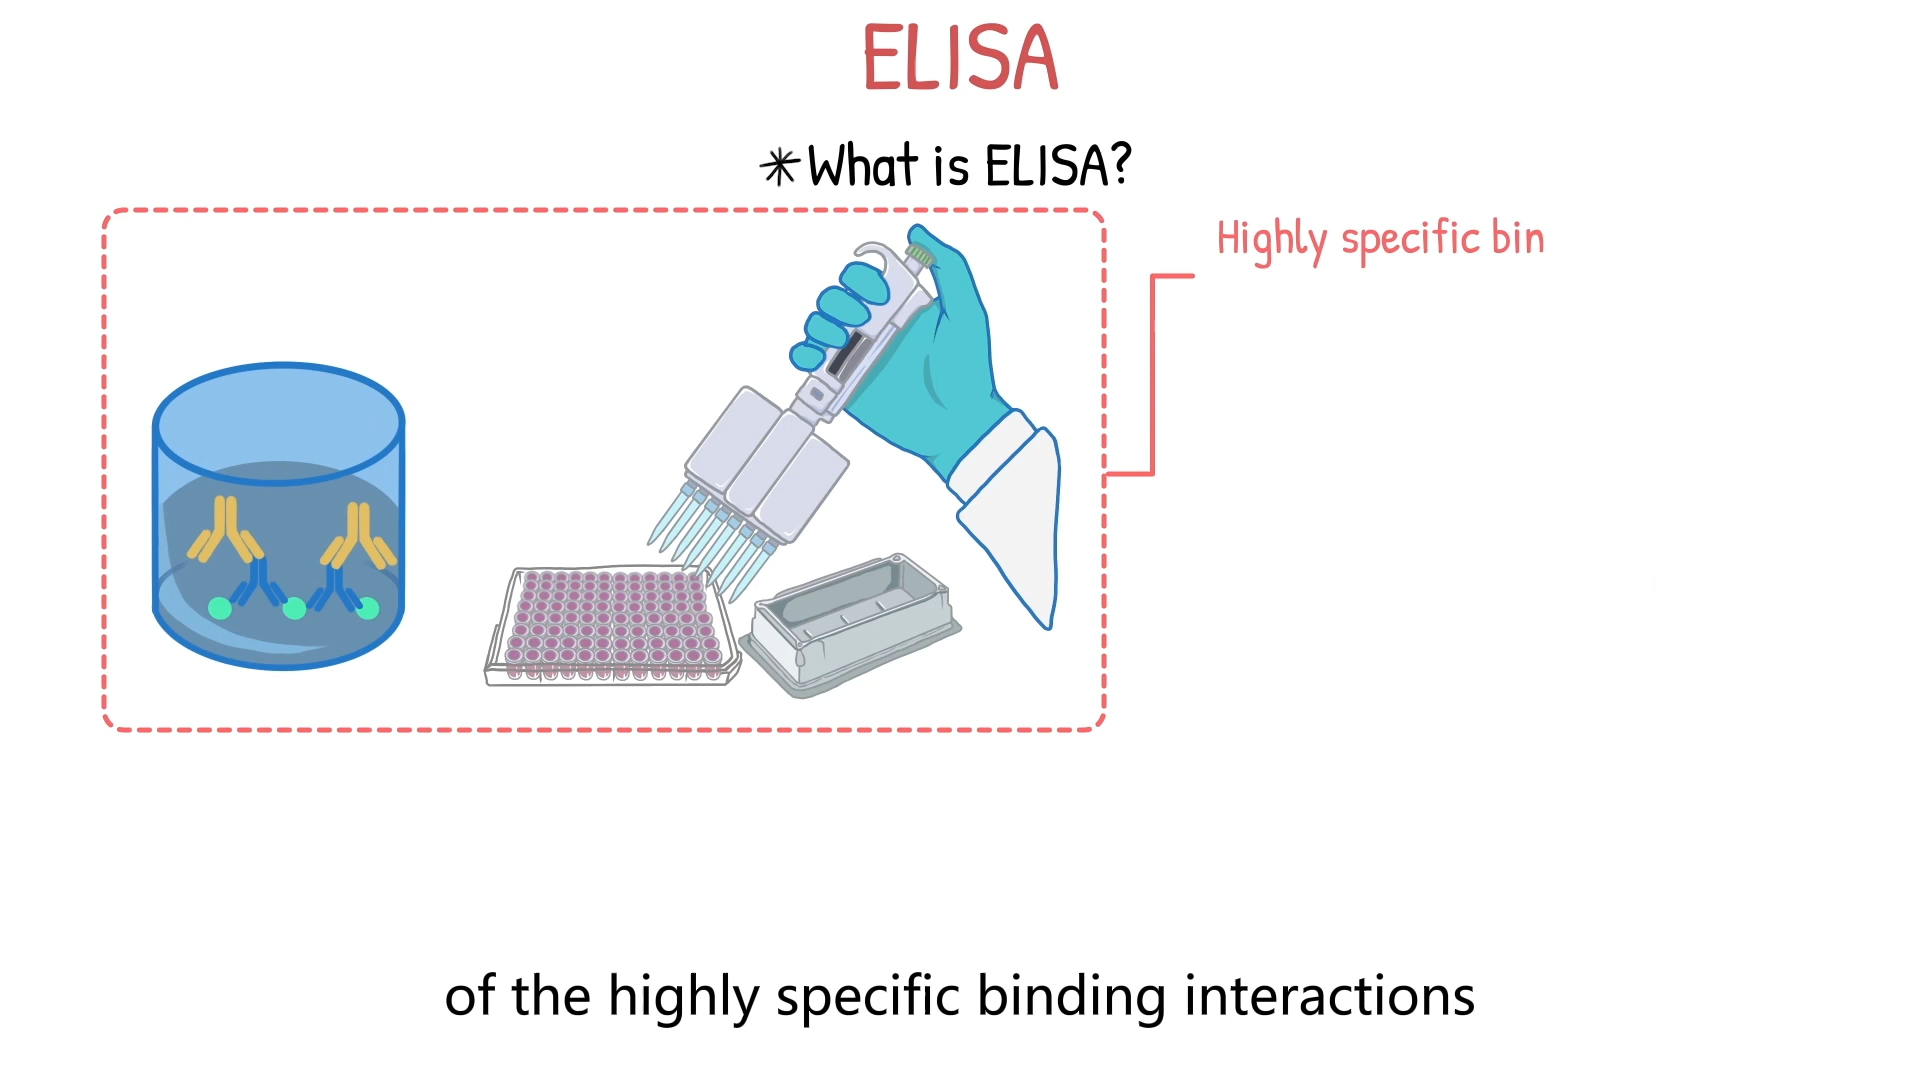 ELISA
*What is ELISA?
Highly specific bin
of the highly specific binding interactions